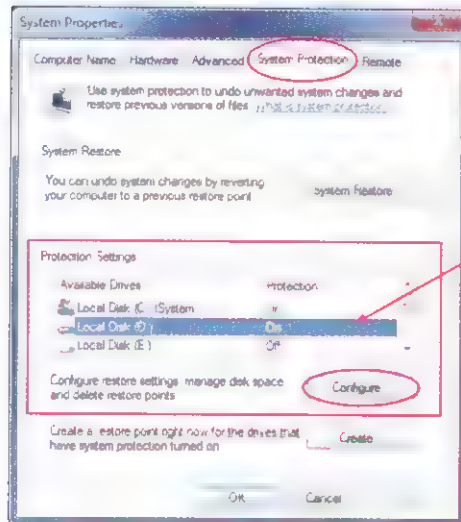 System Properties
Computer Name Hardware Advanced System Protection Remote
Use system protection to undo unwanted system changes and
restore previous versions of files
System Restore
You can undo system changes by reverting
your computer to a previous restore point
System Restore
Protection Settings
Available Drives Protection
Local Disk (C (System
Local Disk (D) On
Local Disk (E) Off
Configure restore settings manage disk space
and delete restore points
Configure
Create a restore point right now for the drives that
have system protection turned on
Create
OK Cancel